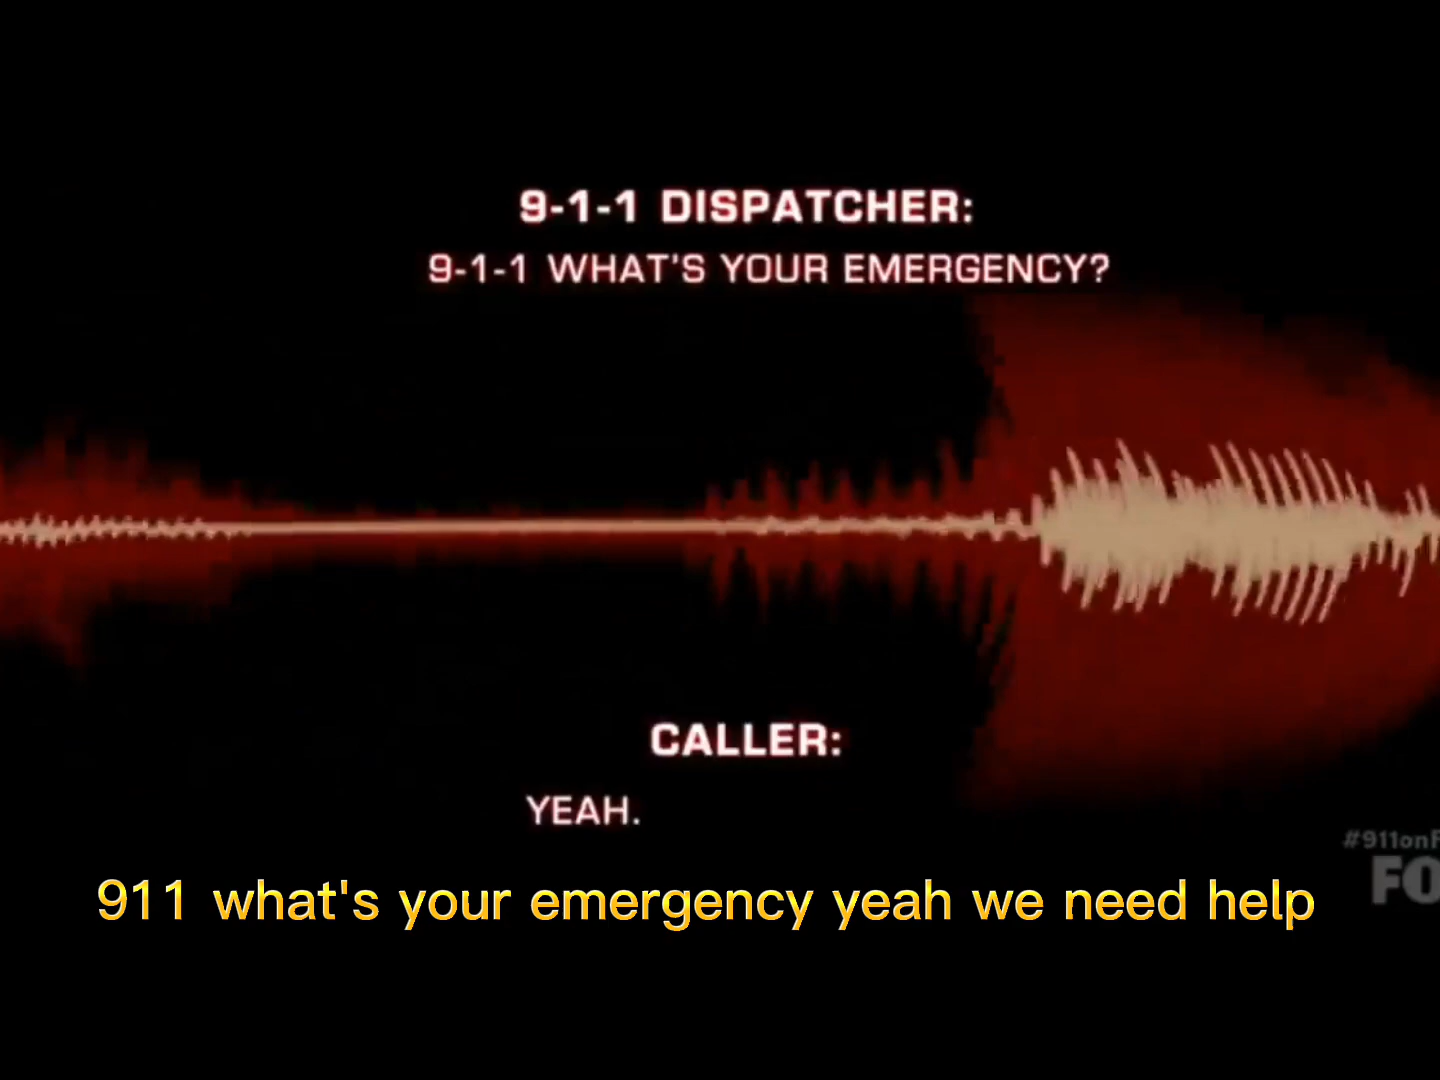 9-1-1 DISPATCHER:
9-1-1 WHAT'S YOUR EMERGENCY?
CALLER:
YEAH.
#911onF
FO
911 what's your emergency yeah we need help